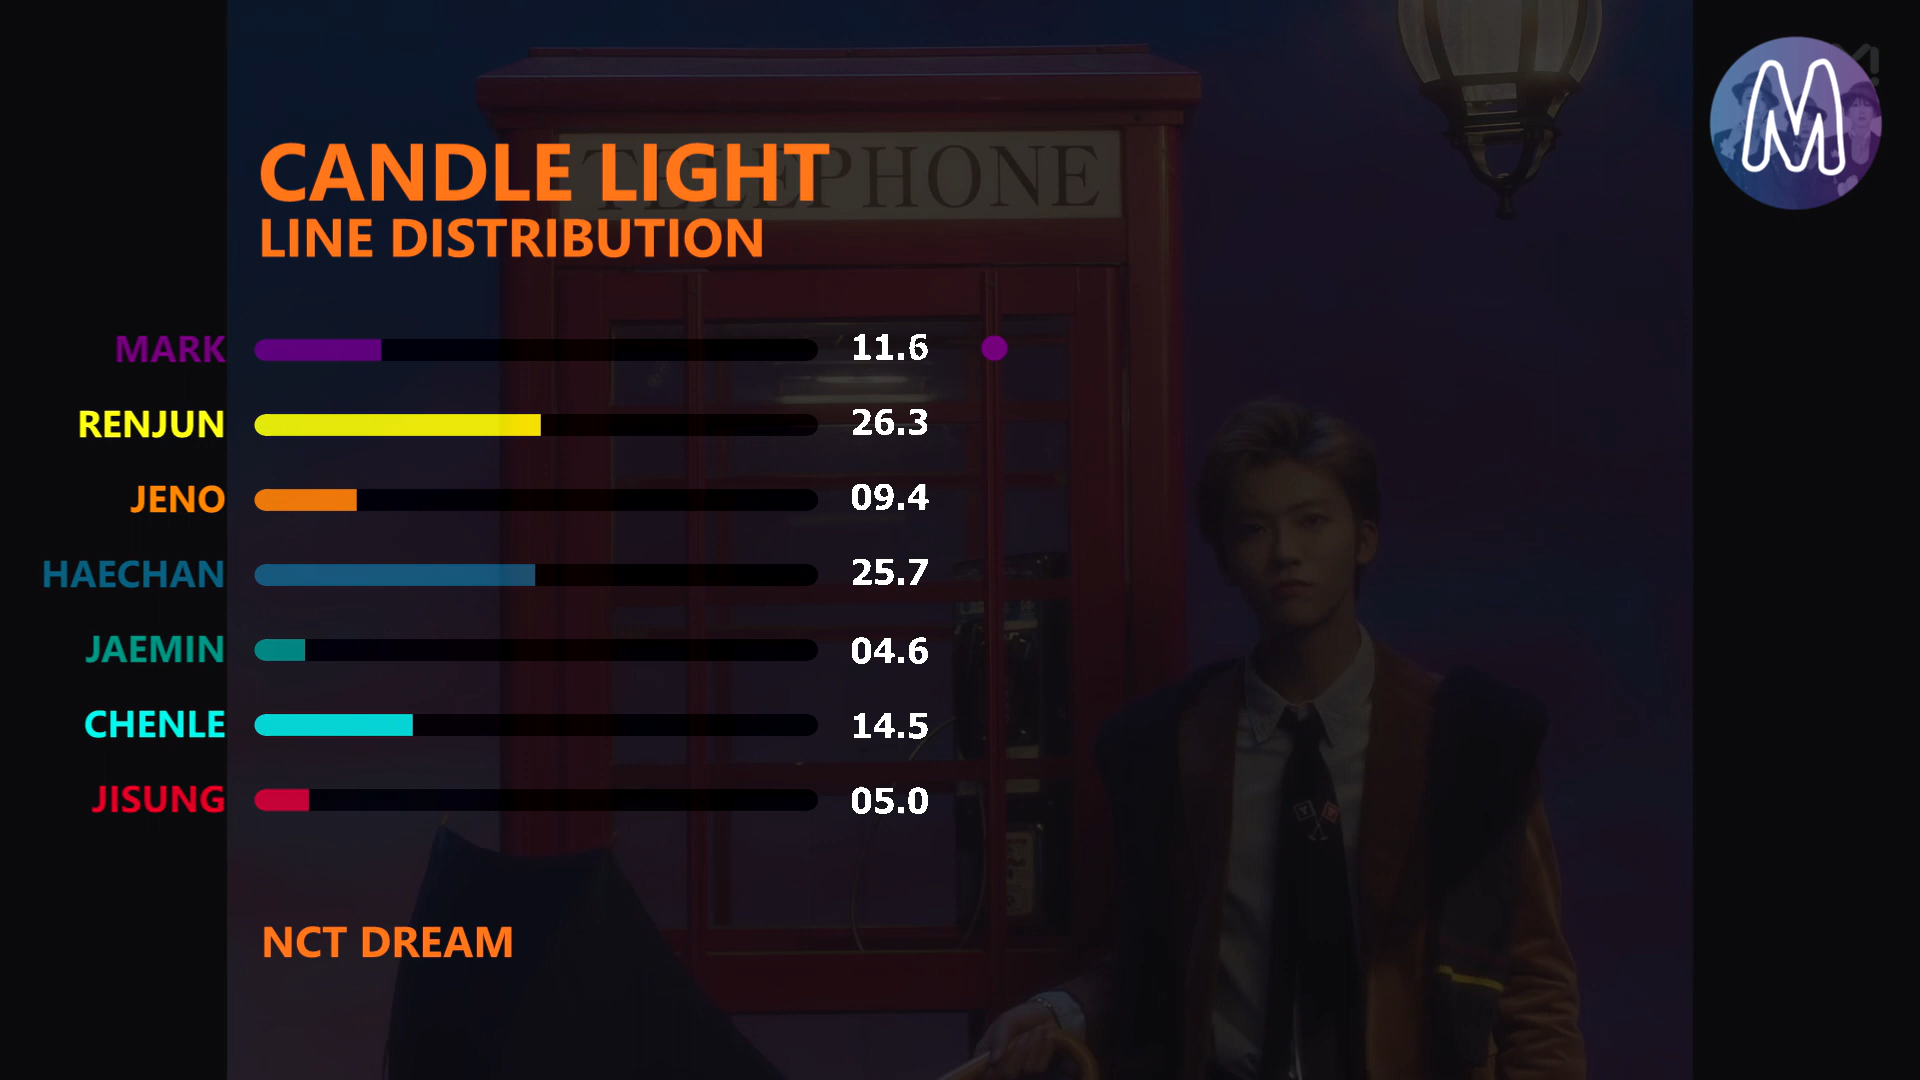 M
CANDLE LIGHT
TELEPHONE
LINE DISTRIBUTION
MARK 11.6
RENJUN 26.3
JENO 09.4
HAECHAN 25.7
JAEMIN 04.6
CHENLE 14.5
JISUNG 05.0
NCT DREAM